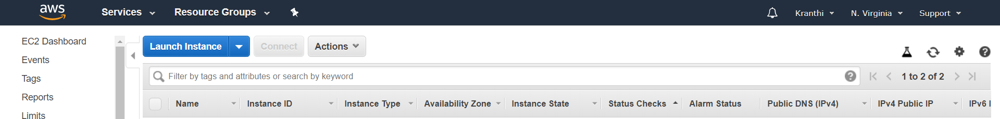 aws Services Resource Groups Kranthi N. Virginia Support
EC2 Dashboard
Events
Tags
Reports
Limits
Launch Instance Connect Actions
Filter by tags and attributes or search by keyword 1 to 2 of 2
Name Instance ID Instance Type Availability Zone Instance State Status Checks Alarm Status Public DNS (IPv4) IPv4 Public IP IPv6 I